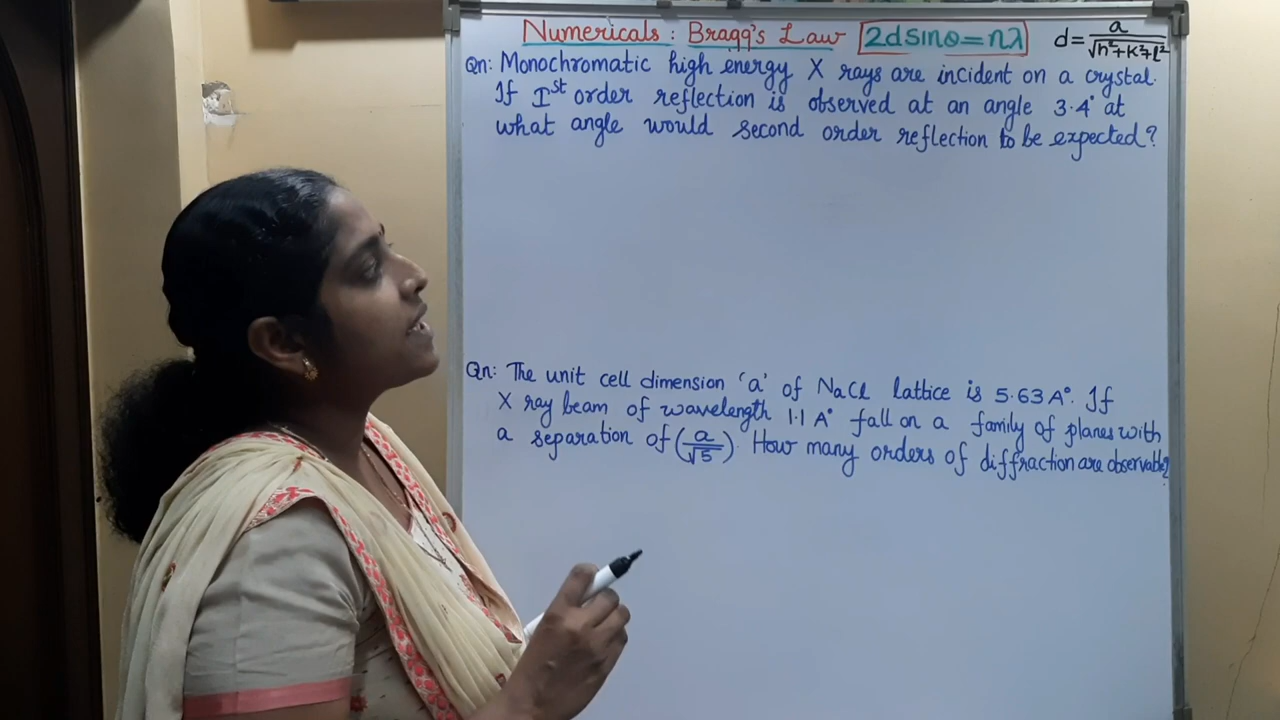 Numericals: Bragg's Law 2dsinθ=nλ d=a/√h²+k²+l²
Qn: Monochromatic high energy X rays are incident on a crystal.
If Ist order reflection is observed at an angle 3.4° at
what angle would second order reflection to be expected?
Qn: The unit cell dimension 'a' of NaCl lattice is 5.63A°. If
X ray beam of wavelength 1.1 A° fall on a family of planes with
a separation of (a/√5). How many orders of diffraction are observable?